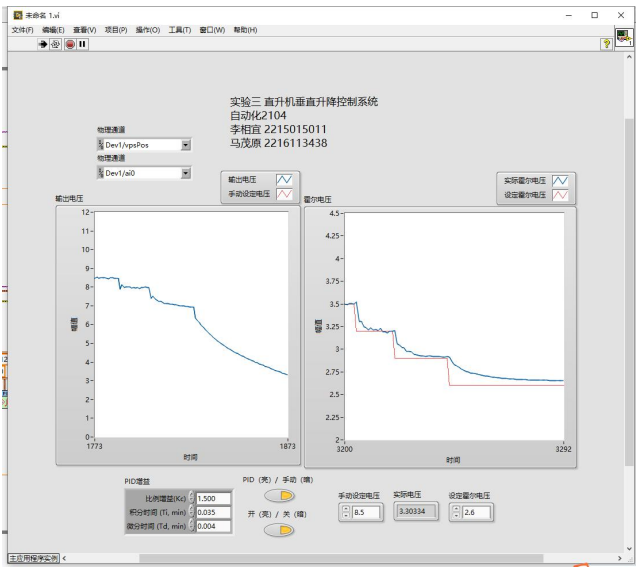 未命名 1.vi
文件(F) 编辑(E) 查看(V) 项目(P) 操作(O) 工具(T) 窗口(W) 帮助(H)
实验三 直升机垂直升降控制系统
自动化2104
李相宜 2215015011
马茂原 2216113438
物理通道
Dev1/vpsPos
物理通道
Dev1/ai0
输出电压
手动设定电压
实际霍尔电压
设定霍尔电压
输出电压
12
11
10
9
8
7
6
5
4
3
2
1
0
幅值
1773
1873
时间
霍尔电压
4.5
4.25
4
3.75
3.5
3.25
3
2.75
2.5
2.25
2
幅值
3200
3292
时间
PID增益
比例增益(Kc) 1.500
积分时间 (Ti, min) 0.035
微分时间 (Td, min) 0.004
PID (亮) / 手动 (暗)
开 (亮) / 关 (暗)
手动设定电压
8.5
实际电压
3.30334
设定霍尔电压
2.6
主应用程序实例